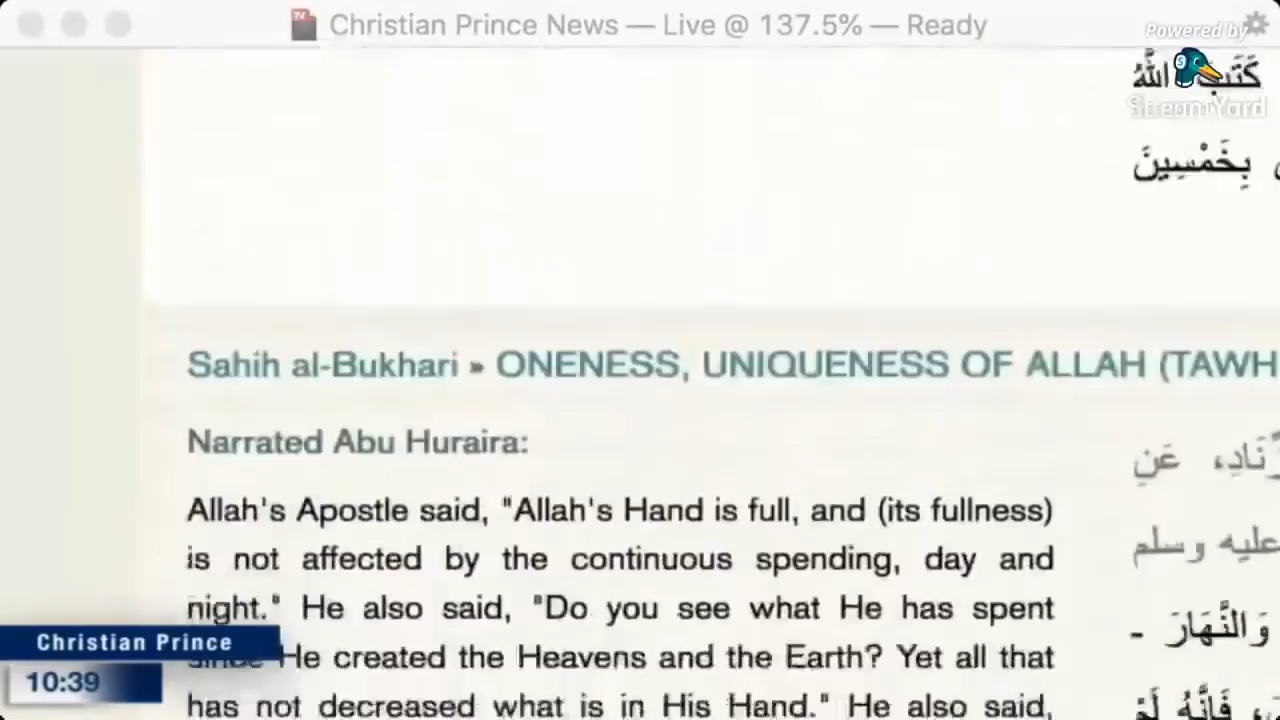 Christian Prince News — Live @ 137.5% — Ready
Powered by
StreamYard
كَتَبَ اللَّهُ
بِخَمْسِينَ
Sahih al-Bukhari » ONENESS, UNIQUENESS OF ALLAH (TAWH
Narrated Abu Huraira:
عَنِ
Allah's Apostle said, "Allah's Hand is full, and (its fullness)
is not affected by the continuous spending, day and
عليه وسلم
night." He also said, "Do you see what He has spent
وَالنَّهَارَ -
Christian Prince
He created the Heavens and the Earth? Yet all that
10:39
has not decreased what is in His Hand." He also said,
فَإِنَّهُ لَمْ